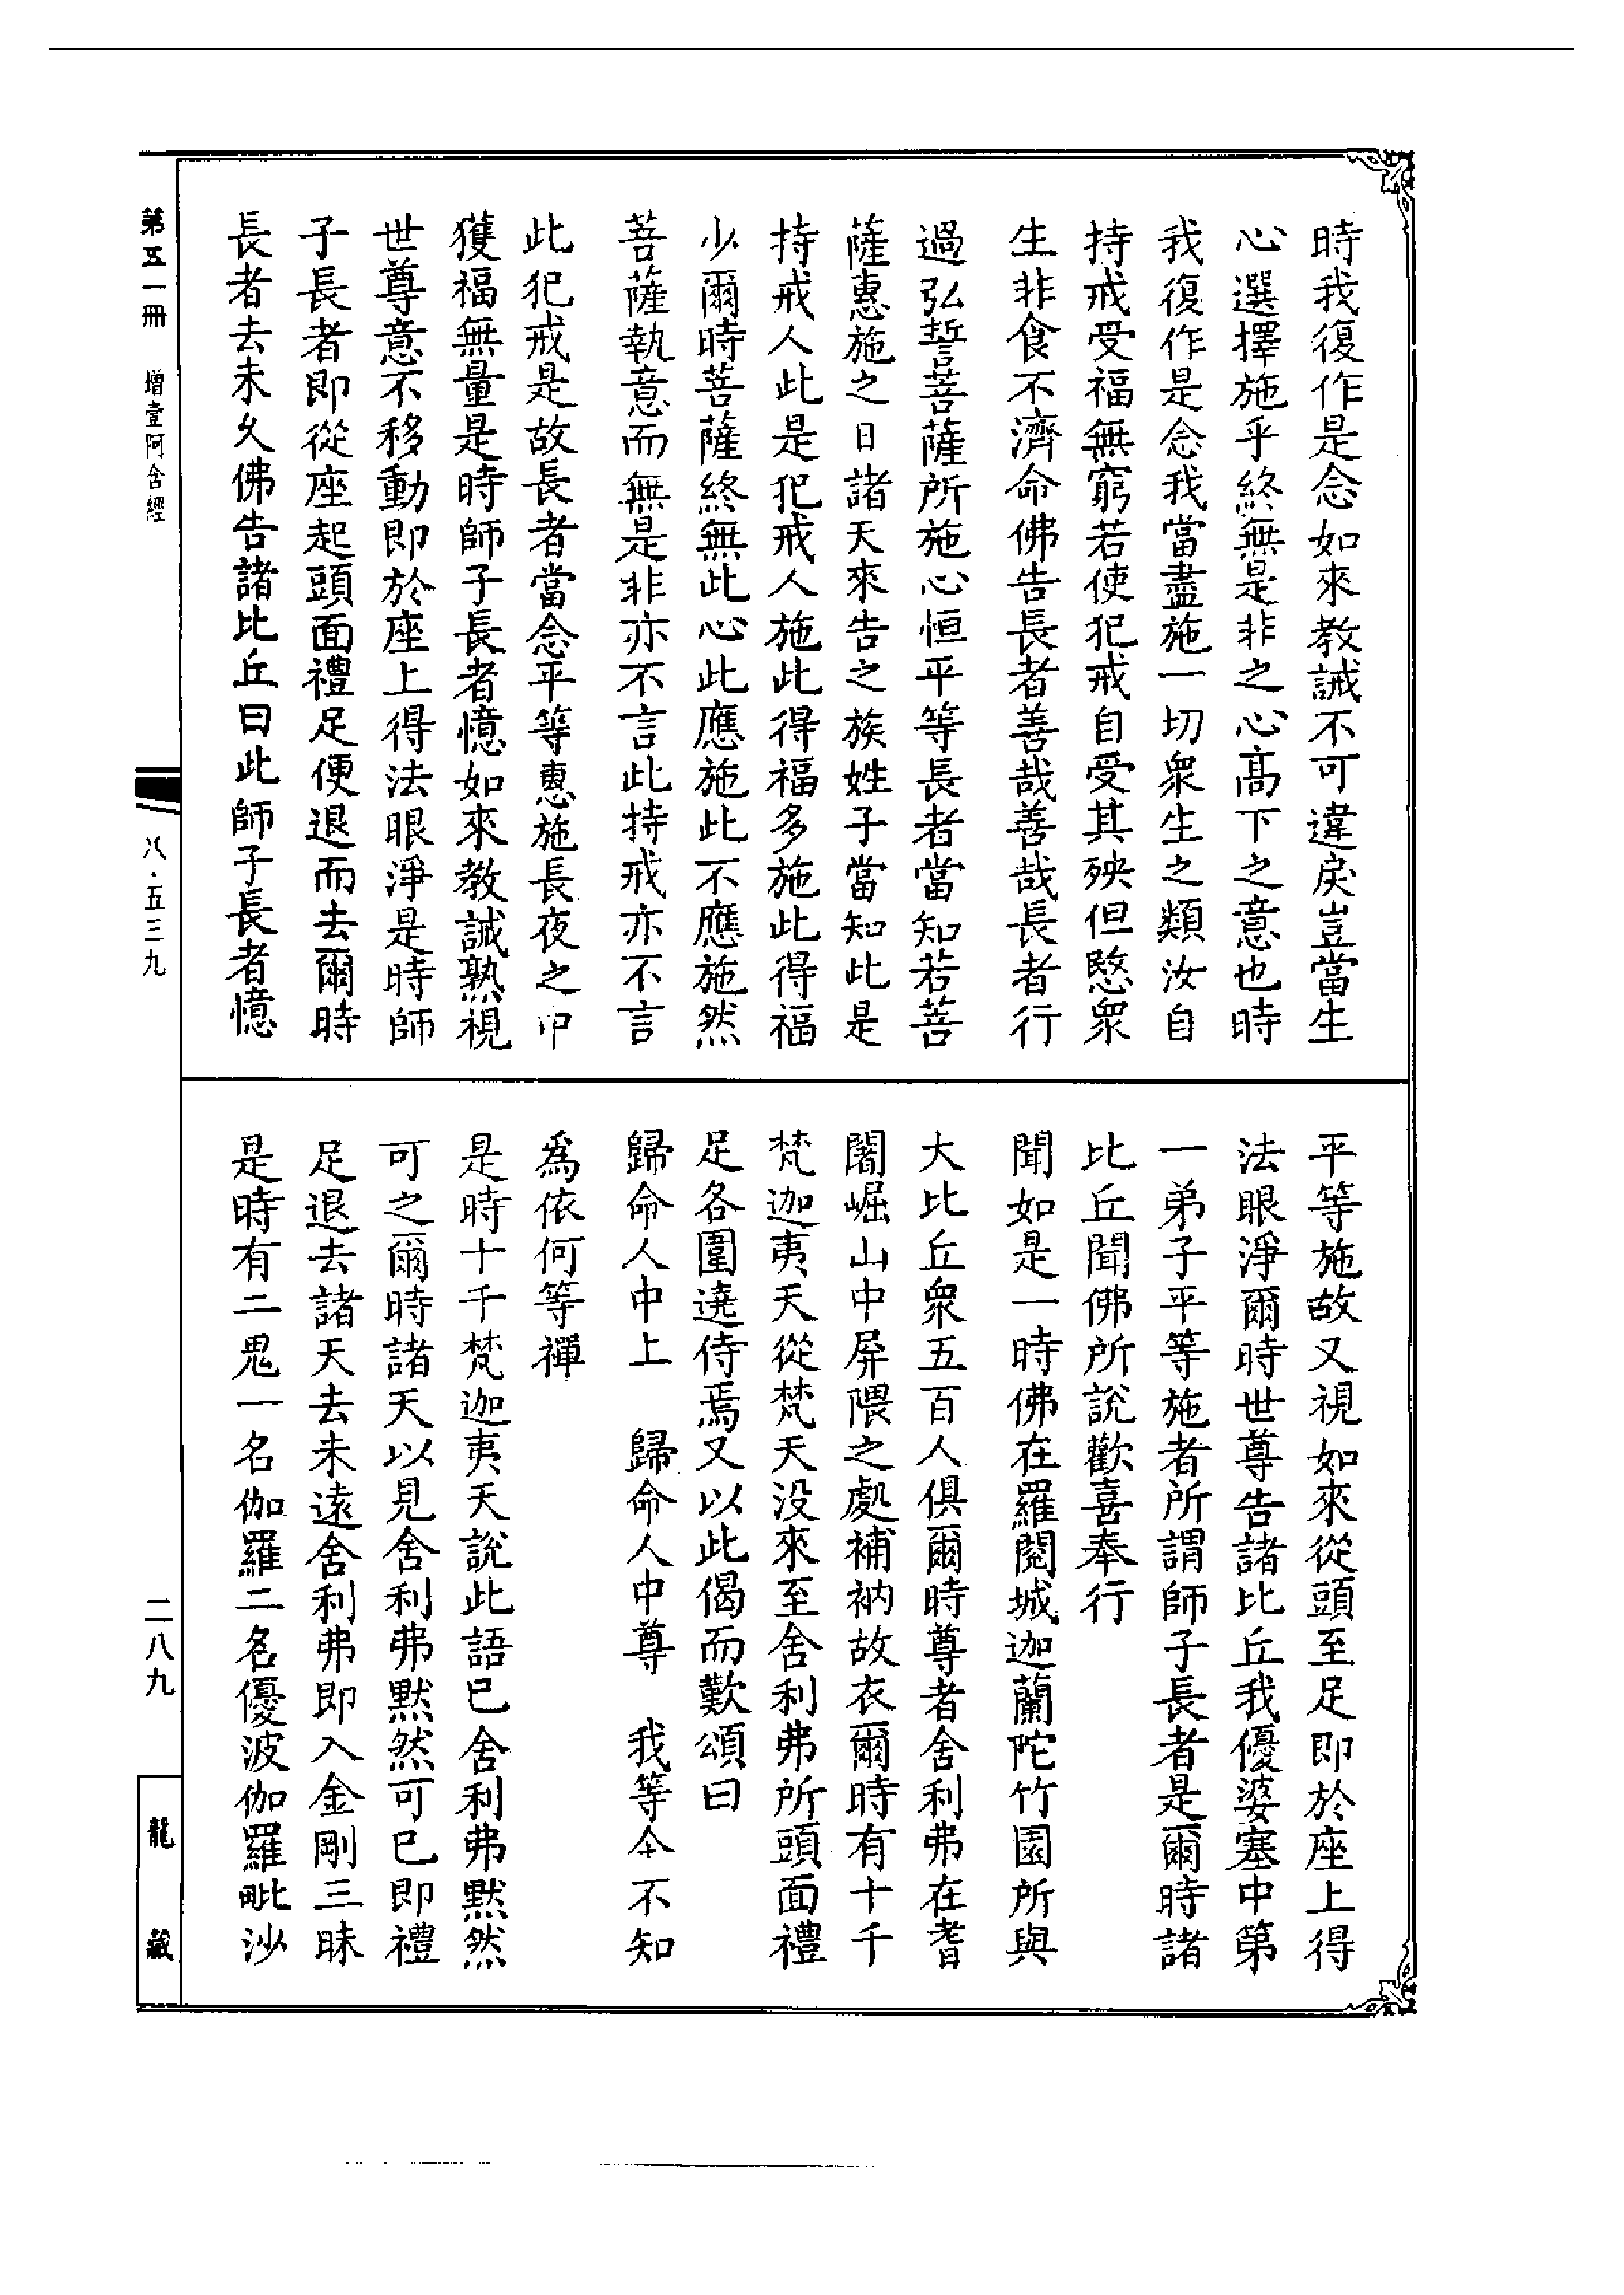 時我復作是念如來教誡不可違戾豈當生
心選擇施乎終無是非之心高下之意也時
我復作是念我當盡施一切衆生之類汝自
持戒受福無窮若使犯戒自受其殃但愍衆
生非食不濟命佛告長者善哉善哉長者行
過弘誓菩薩所施心恒平等長者當知若菩
薩惠施之日諸天來告之族姓子當知此是
持戒人此是犯戒人施此得福多施此得福
少爾時菩薩終無此心此應施此不應施然
菩薩執意而無是非亦不言此持戒亦不言
此犯戒是故長者當念平等惠施長夜之中
獲福無量是時師子長者憶如來教誡熟視
世尊意不移動即於座上得法眼淨是時師
子長者即從座起頭面禮足便退而去爾時
長者去未久佛告諸比丘曰此師子長者憶
平等施故又視如來從頭至足即於座上得
法眼淨爾時世尊告諸比丘我優婆塞中第
一弟子平等施者所謂師子長者是爾時諸
比丘聞佛所說歡喜奉行
聞如是一時佛在羅閱城迦蘭陀竹園所與
大比丘衆五百人俱爾時尊者舍利弗在耆
闍崛山中屏隈之處補衲故衣爾時有十千
梵迦夷天從梵天没來至舍利弗所頭面禮
足各圍遶侍焉又以此偈而歎頌曰
歸命人中上　歸命人中尊　我等今不知
為依何等禪
是時十千梵迦夷天說此語已舍利弗黙然
可之爾時諸天以見舍利弗黙然可已即禮
足退去諸天去未遠舍利弗即入金剛三昧
是時有二鬼一名伽羅二名優波伽羅毗沙
第五一冊　增壹阿含經
八·五三九
二八九
龍藏